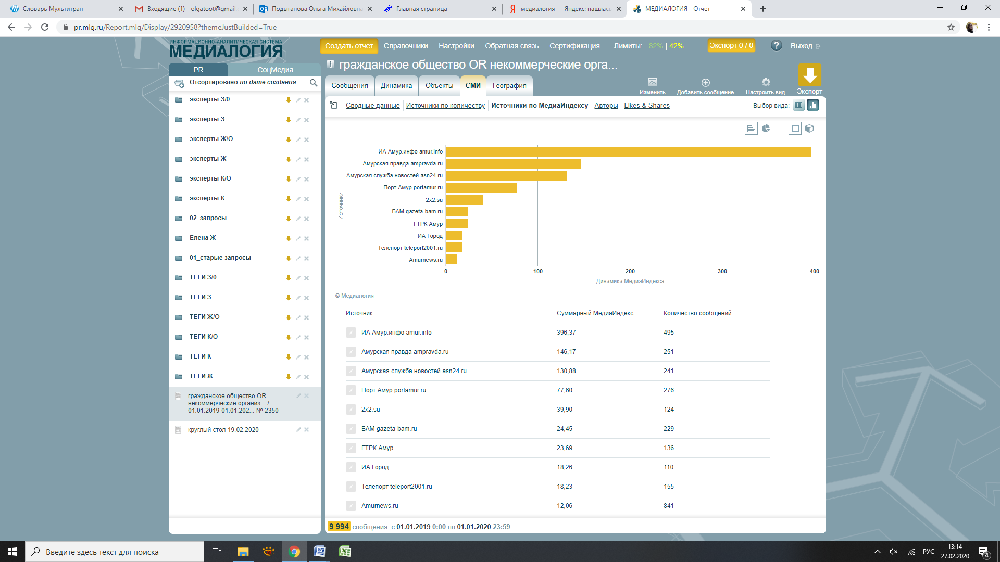 Словарь Мультитран
Входящие (1) - olgatoot@gmail.
Подыганова Ольга Михайловна
Главная страница
медиалогия — Яндекс: нашлась
МЕДИАЛОГИЯ - Отчет
pr.mlg.ru/Report.mlg/Display/2920958?themeJustBuilded=True
ИНФОРМАЦИОННО-АНАЛИТИЧЕСКАЯ СИСТЕМА
МЕДИАЛОГИЯ
Создать отчет Справочники Настройки Обратная связь Сертификация Лимиты: 82% | 42% Экспорт 0 / 0 ? Выход
PR СоцМедиа
Отсортировано по дате создания
эксперты З/0
эксперты З
эксперты Ж/О
эксперты Ж
эксперты К/О
эксперты К
02_запросы
Елена Ж
01_старые запросы
ТЕГИ З/0
ТЕГИ З
ТЕГИ Ж/О
ТЕГИ К/О
ТЕГИ К
ТЕГИ Ж
гражданское общество OR
некоммерческие организ... /
01.01.2019-01.01.202... № 2350
круглый стол 19.02.2020
гражданское общество OR некоммерческие орга...
Сообщения Динамика Объекты СМИ География
Изменить Добавить сообщение Настроить вид Экспорт
Сводные данные Источники по количеству Источники по МедиаИндексу Авторы Likes & Shares Выбор вида:
Источники
ИА Амур.инфо amur.info
Амурская правда ampravda.ru
Амурская служба новостей asn24.ru
Порт Амур portamur.ru
2x2.su
БАМ gazeta-bam.ru
ГТРК Амур
ИА Город
Телепорт teleport2001.ru
Amurnews.ru
0 100 200 300 400
Динамика МедиаИндекса
© Медиалогия
Источник Суммарный МедиаИндекс Количество сообщений
ИА Амур.инфо amur.info 396,37 495
Амурская правда ampravda.ru 146,17 251
Амурская служба новостей asn24.ru 130,88 241
Порт Амур portamur.ru 77,60 276
2x2.su 39,90 124
БАМ gazeta-bam.ru 24,45 229
ГТРК Амур 23,69 136
ИА Город 18,26 110
Телепорт teleport2001.ru 18,23 155
Amurnews.ru 12,06 841
9 994 сообщения с 01.01.2019 0:00 по 01.01.2020 23:59
Введите здесь текст для поиска
РУС
13:14
27.02.2020
4